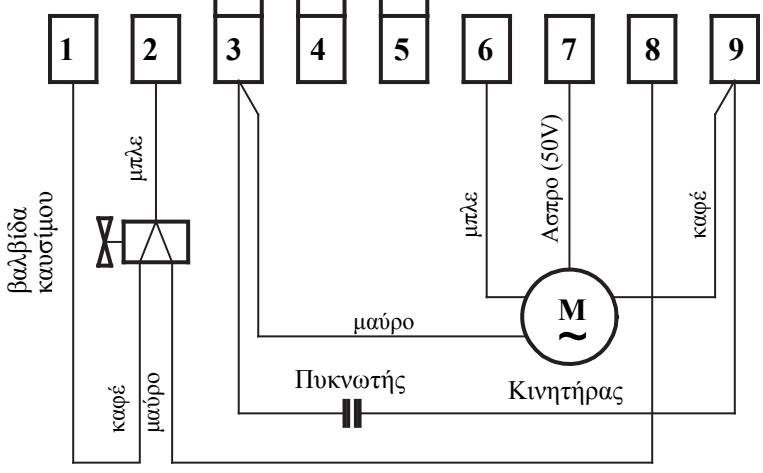 1 2 3 4 5 6 7 8 9
μπλε
Ασπρο (50V)
μπλε
καφέ
βαλβίδα
καυσίμου
M
~
μαύρο
Πυκνωτής
Κινητήρας
καφέ
μαύρο